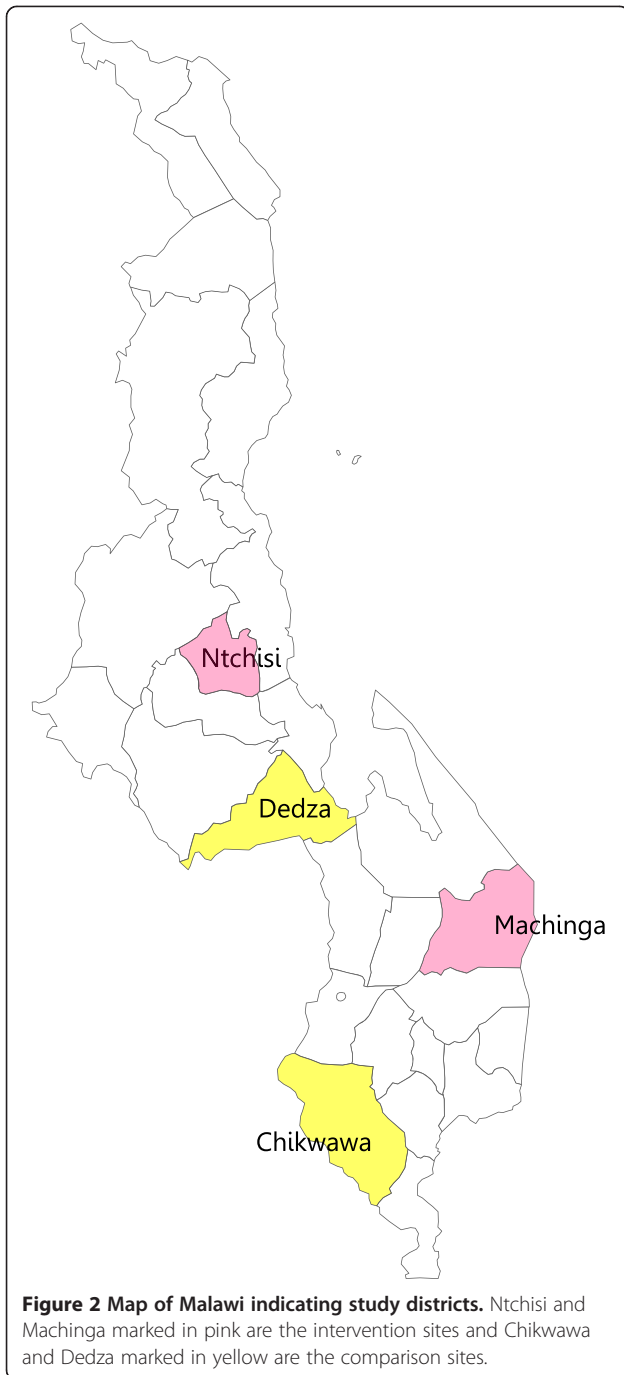 Ntchisi
Dedza
Machinga
Chikwawa
Figure 2 Map of Malawi indicating study districts. Ntchisi and
Machinga marked in pink are the intervention sites and Chikwawa
and Dedza marked in yellow are the comparison sites.